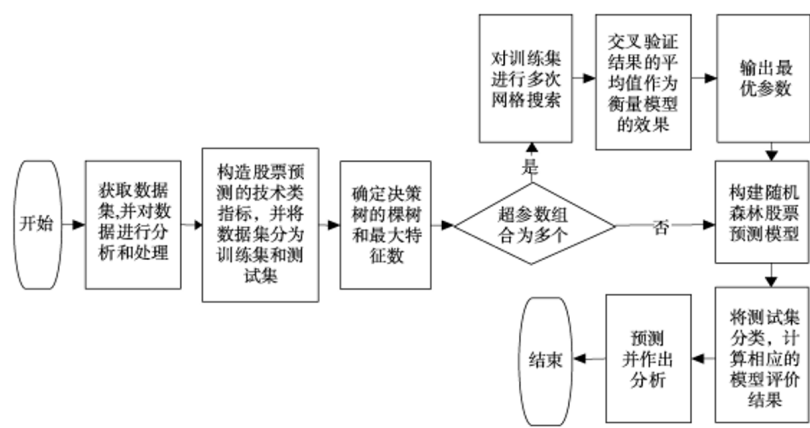 开始
获取数据
集,并对数
据进行分
析和处理
构造股票预
测的技术类
指标，并将
数据集分为
训练集和测
试集
确定决策
树的棵树
和最大特
征数
超参数组
合为多个
是
对训练集
进行多次
网格搜索
交叉验证
结果的平
均值作为
衡量模型
的效果
输出最
优参数
否
构建随机
森林股票
预测模型
将测试集
分类，计
算相应的
模型评价
结果
预测
并作出
分析
结束